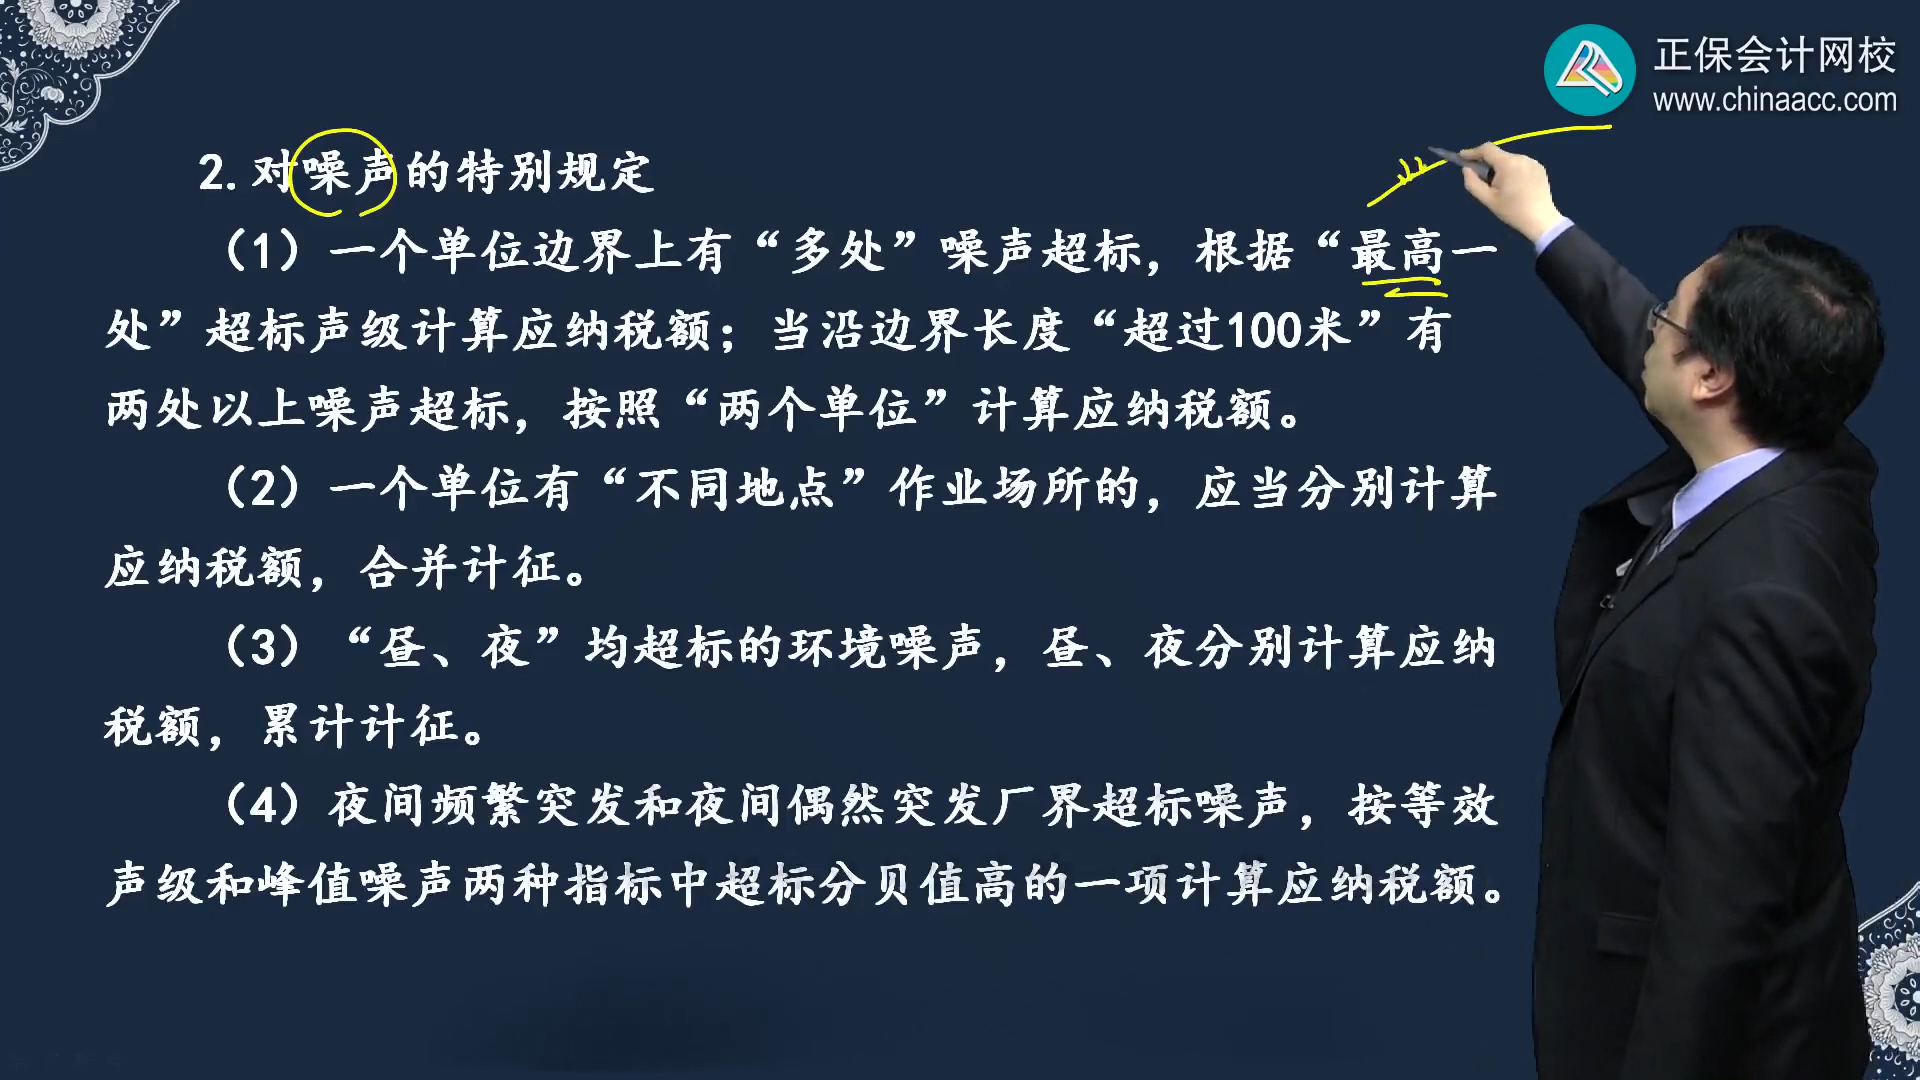 正保会计网校
www.chinaacc.com
2.对噪声的特别规定
（1）一个单位边界上有“多处”噪声超标，根据“最高一
处”超标声级计算应纳税额；当沿边界长度“超过100米”有
两处以上噪声超标，按照“两个单位”计算应纳税额。
（2）一个单位有“不同地点”作业场所的，应当分别计算
应纳税额，合并计征。
（3）“昼、夜”均超标的环境噪声，昼、夜分别计算应纳
税额，累计计征。
（4）夜间频繁突发和夜间偶然突发厂界超标噪声，按等效
声级和峰值噪声两种指标中超标分贝值高的一项计算应纳税额。